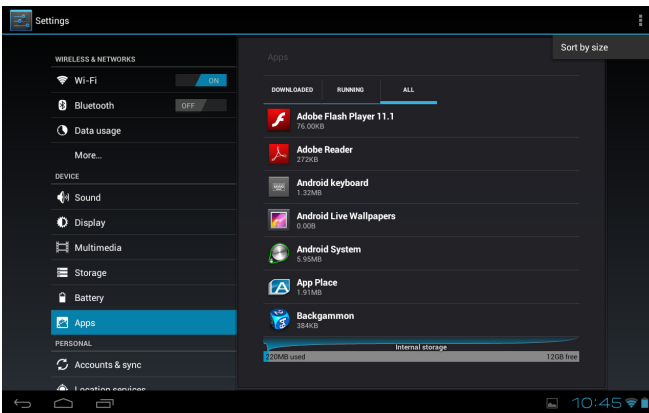 Settings
Sort by size
WIRELESS & NETWORKS
Wi-Fi ON
Bluetooth OFF
Data usage
More...
DEVICE
Sound
Display
Multimedia
Storage
Battery
Apps
PERSONAL
Accounts & sync
Location services
Apps
DOWNLOADED RUNNING ALL
Adobe Flash Player 11.1
76.00KB
Adobe Reader
272KB
Android keyboard
1.32MB
Android Live Wallpapers
0.00B
Android System
5.95MB
App Place
1.91MB
Backgammon
384KB
Internal storage
220MB used 12GB free
10:45